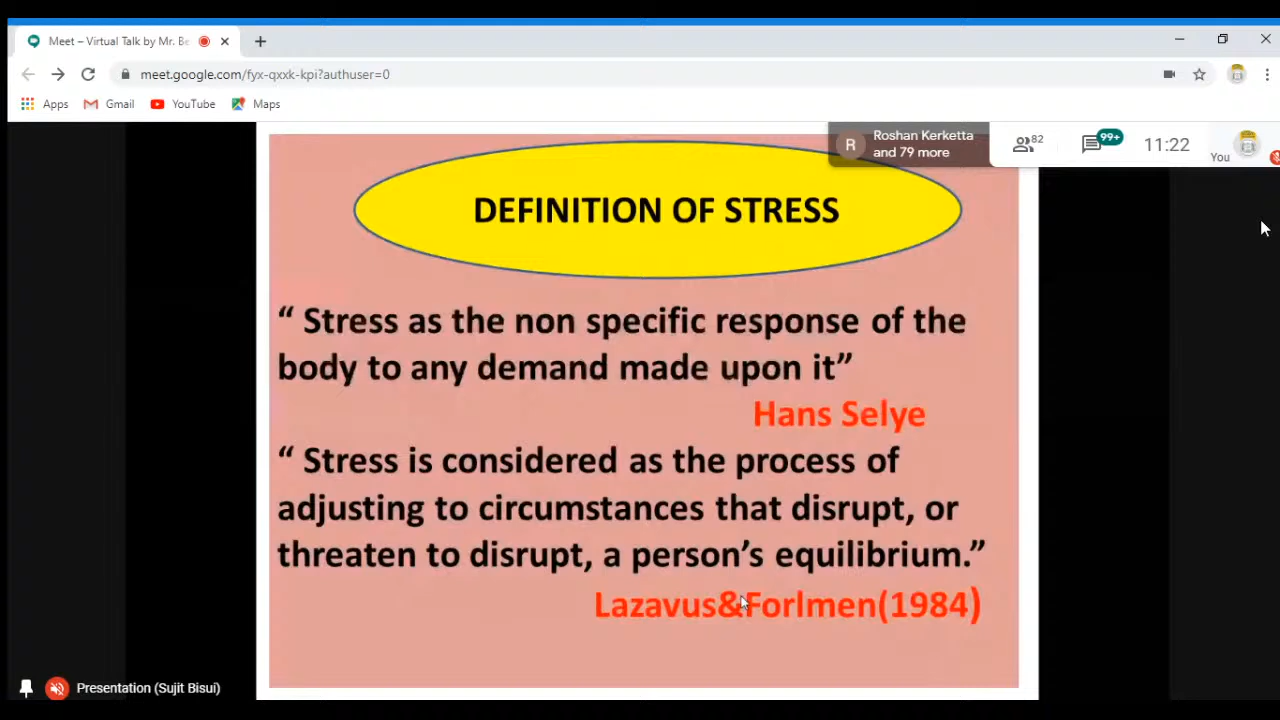 Meet – Virtual Talk by Mr. Be
meet.google.com/fyx-qxxk-kpi?authuser=0
Apps Gmail YouTube Maps
R Roshan Kerketta and 79 more
82 99+ 11:22 You
DEFINITION OF STRESS
“ Stress as the non specific response of the
body to any demand made upon it”
Hans Selye
“ Stress is considered as the process of
adjusting to circumstances that disrupt, or
threaten to disrupt, a person’s equilibrium.”
Lazavus&Forlmen(1984)
Presentation (Sujit Bisui)